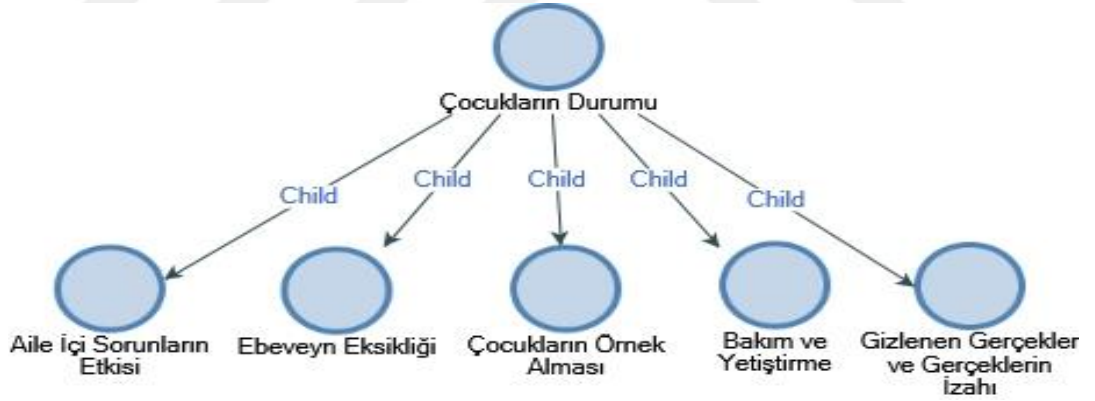 Çocukların Durumu
Child
Child
Child
Child
Child
Aile İçi Sorunların
Etkisi
Ebeveyn Eksikliği
Çocukların Örnek
Alması
Bakım ve
Yetiştirme
Gizlenen Gerçekler
ve Gerçeklerin
İzahı